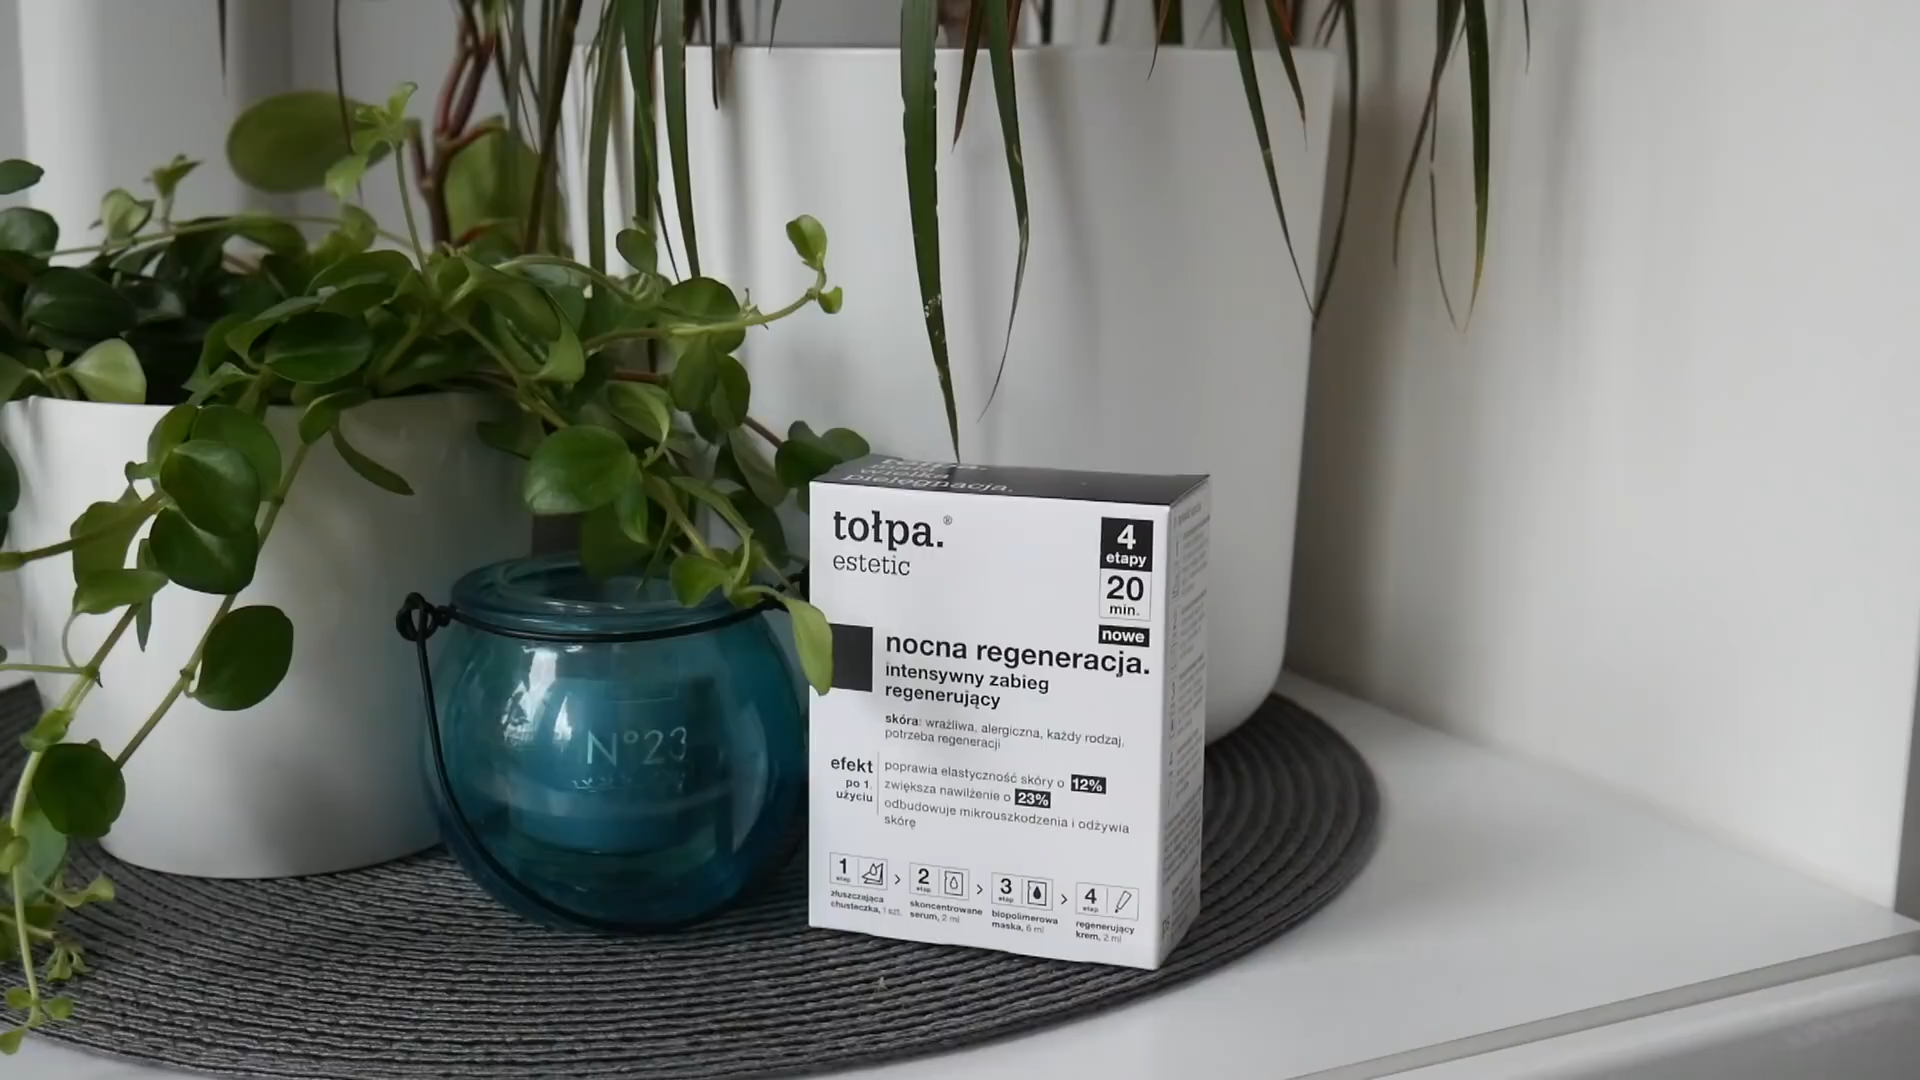 wielka
pielęgnacja.
tołpa.®
estetic
4
etapy
20
min.
nowe
nocna regeneracja.
intensywny zabieg
regenerujący
skóra: wrażliwa, alergiczna, każdy rodzaj,
potrzeba regeneracji
efekt
po 1.
użyciu
poprawia elastyczność skóry o 12%
zwiększa nawilżenie o 23%
odbudowuje mikrouszkodzenia i odżywia
skórę
1
etap
złuszczająca
chusteczka, 1 szt.
>
2
etap
skoncentrowane
serum, 2 ml
>
3
etap
biopolimerowa
maska, 6 ml
>
4
etap
regenerujący
krem, 2 ml
N°23